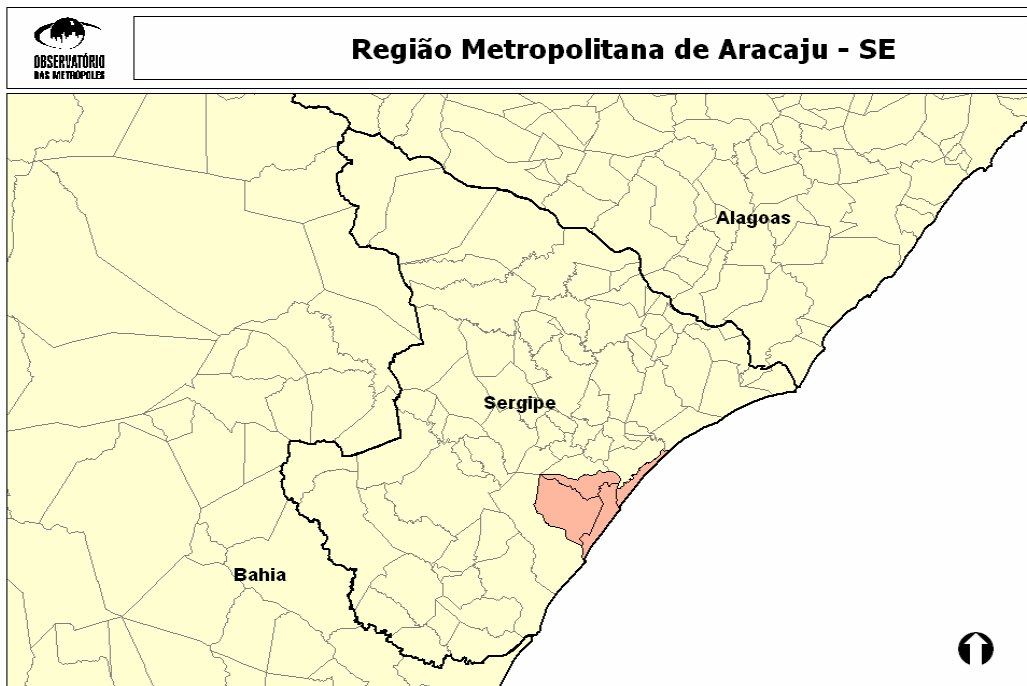 OBSERVATÓRIO
DAS METRÓPOLES
Região Metropolitana de Aracaju - SE
Alagoas
Sergipe
Bahia